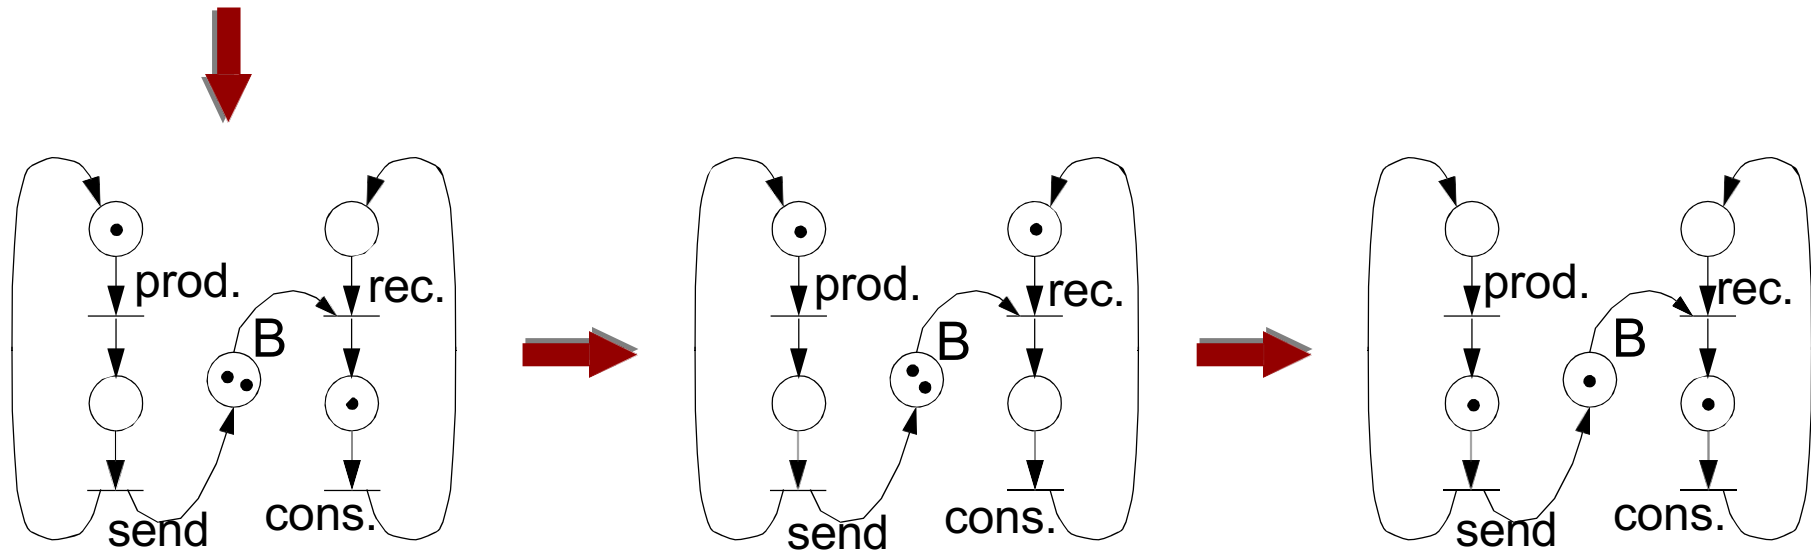 prod.
rec.
B
send
cons.
prod.
rec.
B
send
cons.
prod.
rec.
B
send
cons.